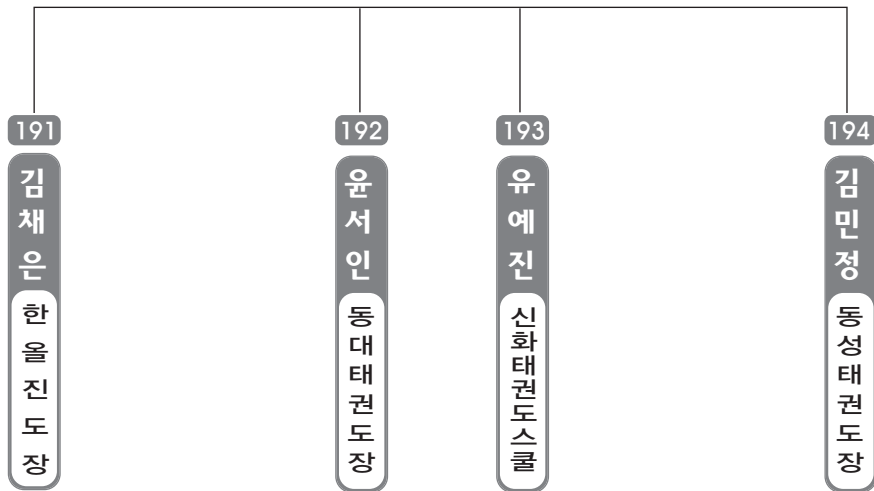 191
김채은
한올진도장
192
윤서인
동대태권도장
193
유예진
신화태권도스쿨
194
김민정
동성태권도장